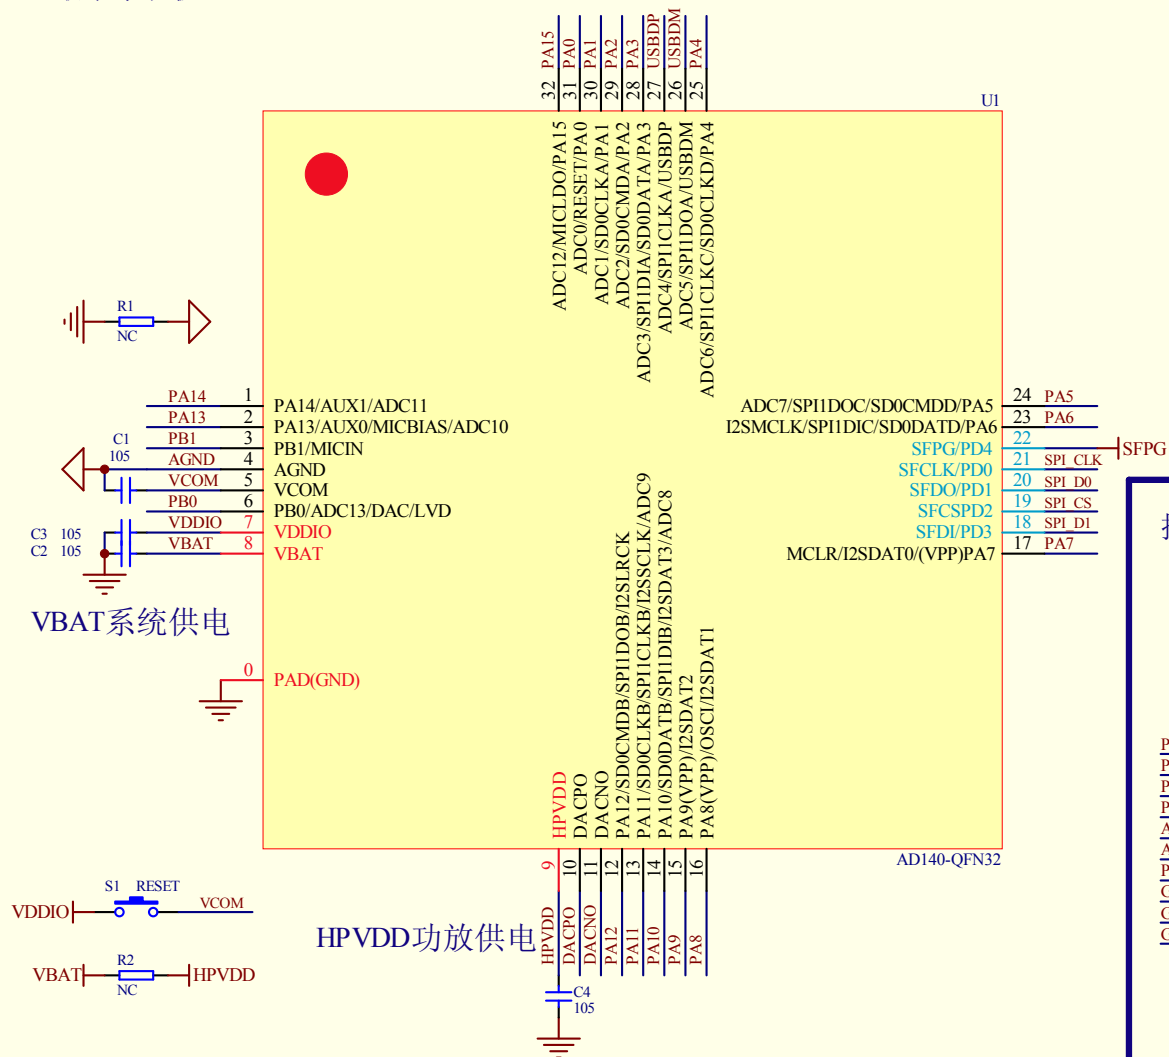 PA15
PA0
PA1
PA2
PA3
USBDP
USBDM
PA4
32
31
30
29
28
27
26
25
U1
ADC12/MICLDO/PA15
ADC0/RESET/PA0
ADC1/SD0CLKA/PA1
ADC2/SD0CMDA/PA2
ADC3/SPI1DIA/SD0DATA/PA3
ADC4/SPI1CLKA/USBDP
ADC5/SPI1DOA/USBDM
ADC6/SPI1CLKC/SD0CLKD/PA4
R1
NC
PA14 1 PA14/AUX1/ADC11
PA13 2 PA13/AUX0/MICBIAS/ADC10
C1
105
PB1 3 PB1/MICIN
AGND 4 AGND
VCOM 5 VCOM
PB0 6 PB0/ADC13/DAC/LVD
C3 105 VDDIO 7 VDDIO
C2 105 VBAT 8 VBAT
VBAT系统供电
0 PAD(GND)
ADC7/SPI1DOC/SD0CMDD/PA5 24 PA5
I2SMCLK/SPI1DIC/SD0DATD/PA6 23 PA6
SFPG/PD4 22 SFPG
SFCLK/PD0 21 SPI_CLK
SFDO/PD1 20 SPI_D0
SFCSPD2 19 SPI_CS
SFDI/PD3 18 SPI_D1
MCLR/I2SDAT0/(VPP)PA7 17 PA7
HPVDD
DACPO
DACNO
PA12/SD0CMDB/SPI1DOB/I2SLRCK
PA11/SD0CLKB/SPI1CLKB/I2SSCLK/ADC9
PA10/SD0DATB/SPI1DIB/I2SDAT3/ADC8
PA9(VPP)/I2SDAT2
PA8(VPP)/OSCI/I2SDAT1
AD140-QFN32
9
10
11
12
13
14
15
16
HPVDD
DACPO
DACNO
PA12
PA11
PA10
PA9
PA8
S1 RESET
VDDIO VCOM
HPVDD功放供电
VBAT R2 HPVDD
NC
C4
105
P
P
P
P
A
A
P
G
G
G